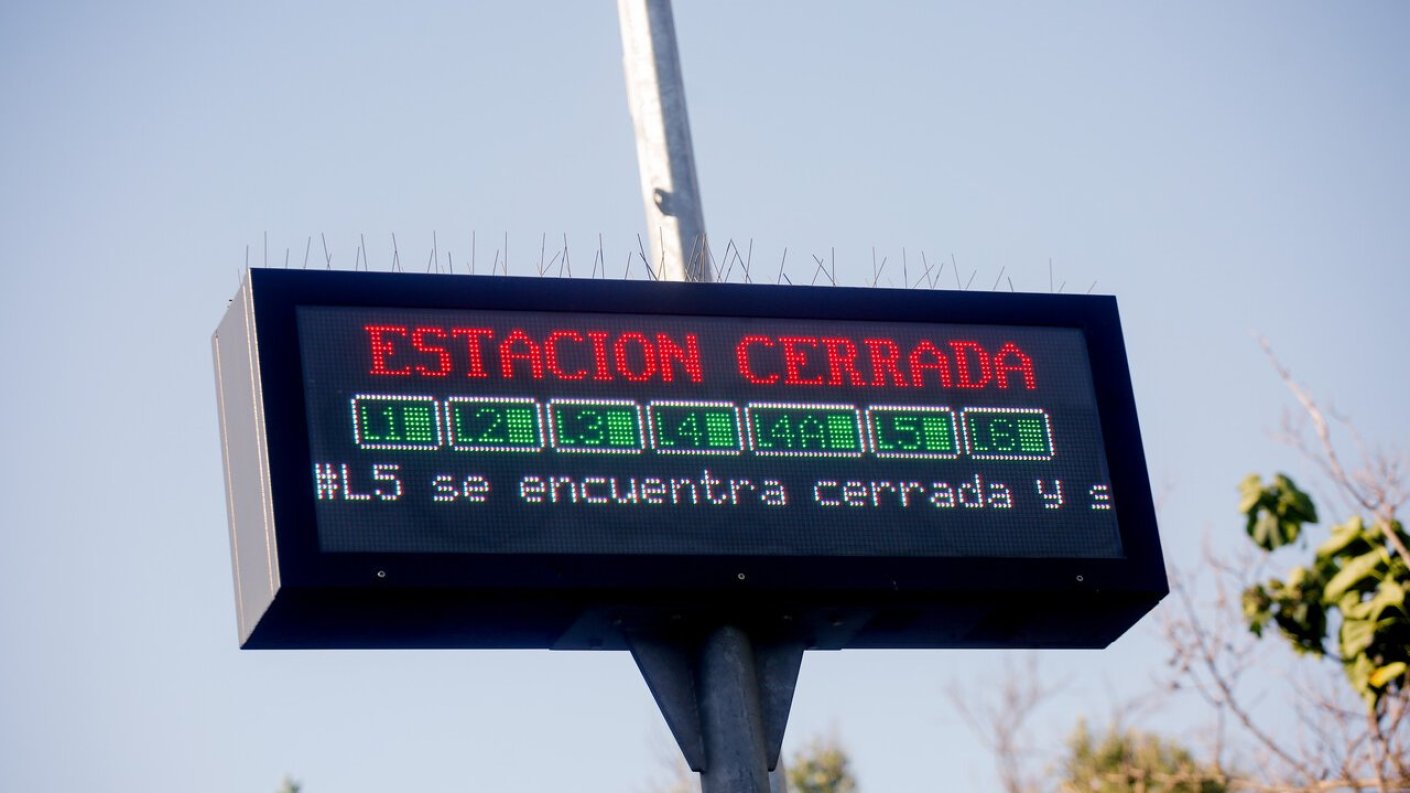 ESTACION CERRADA
L1 L2 L3 L4 L4A L5 L6
#L5 se encuentra cerrada y s